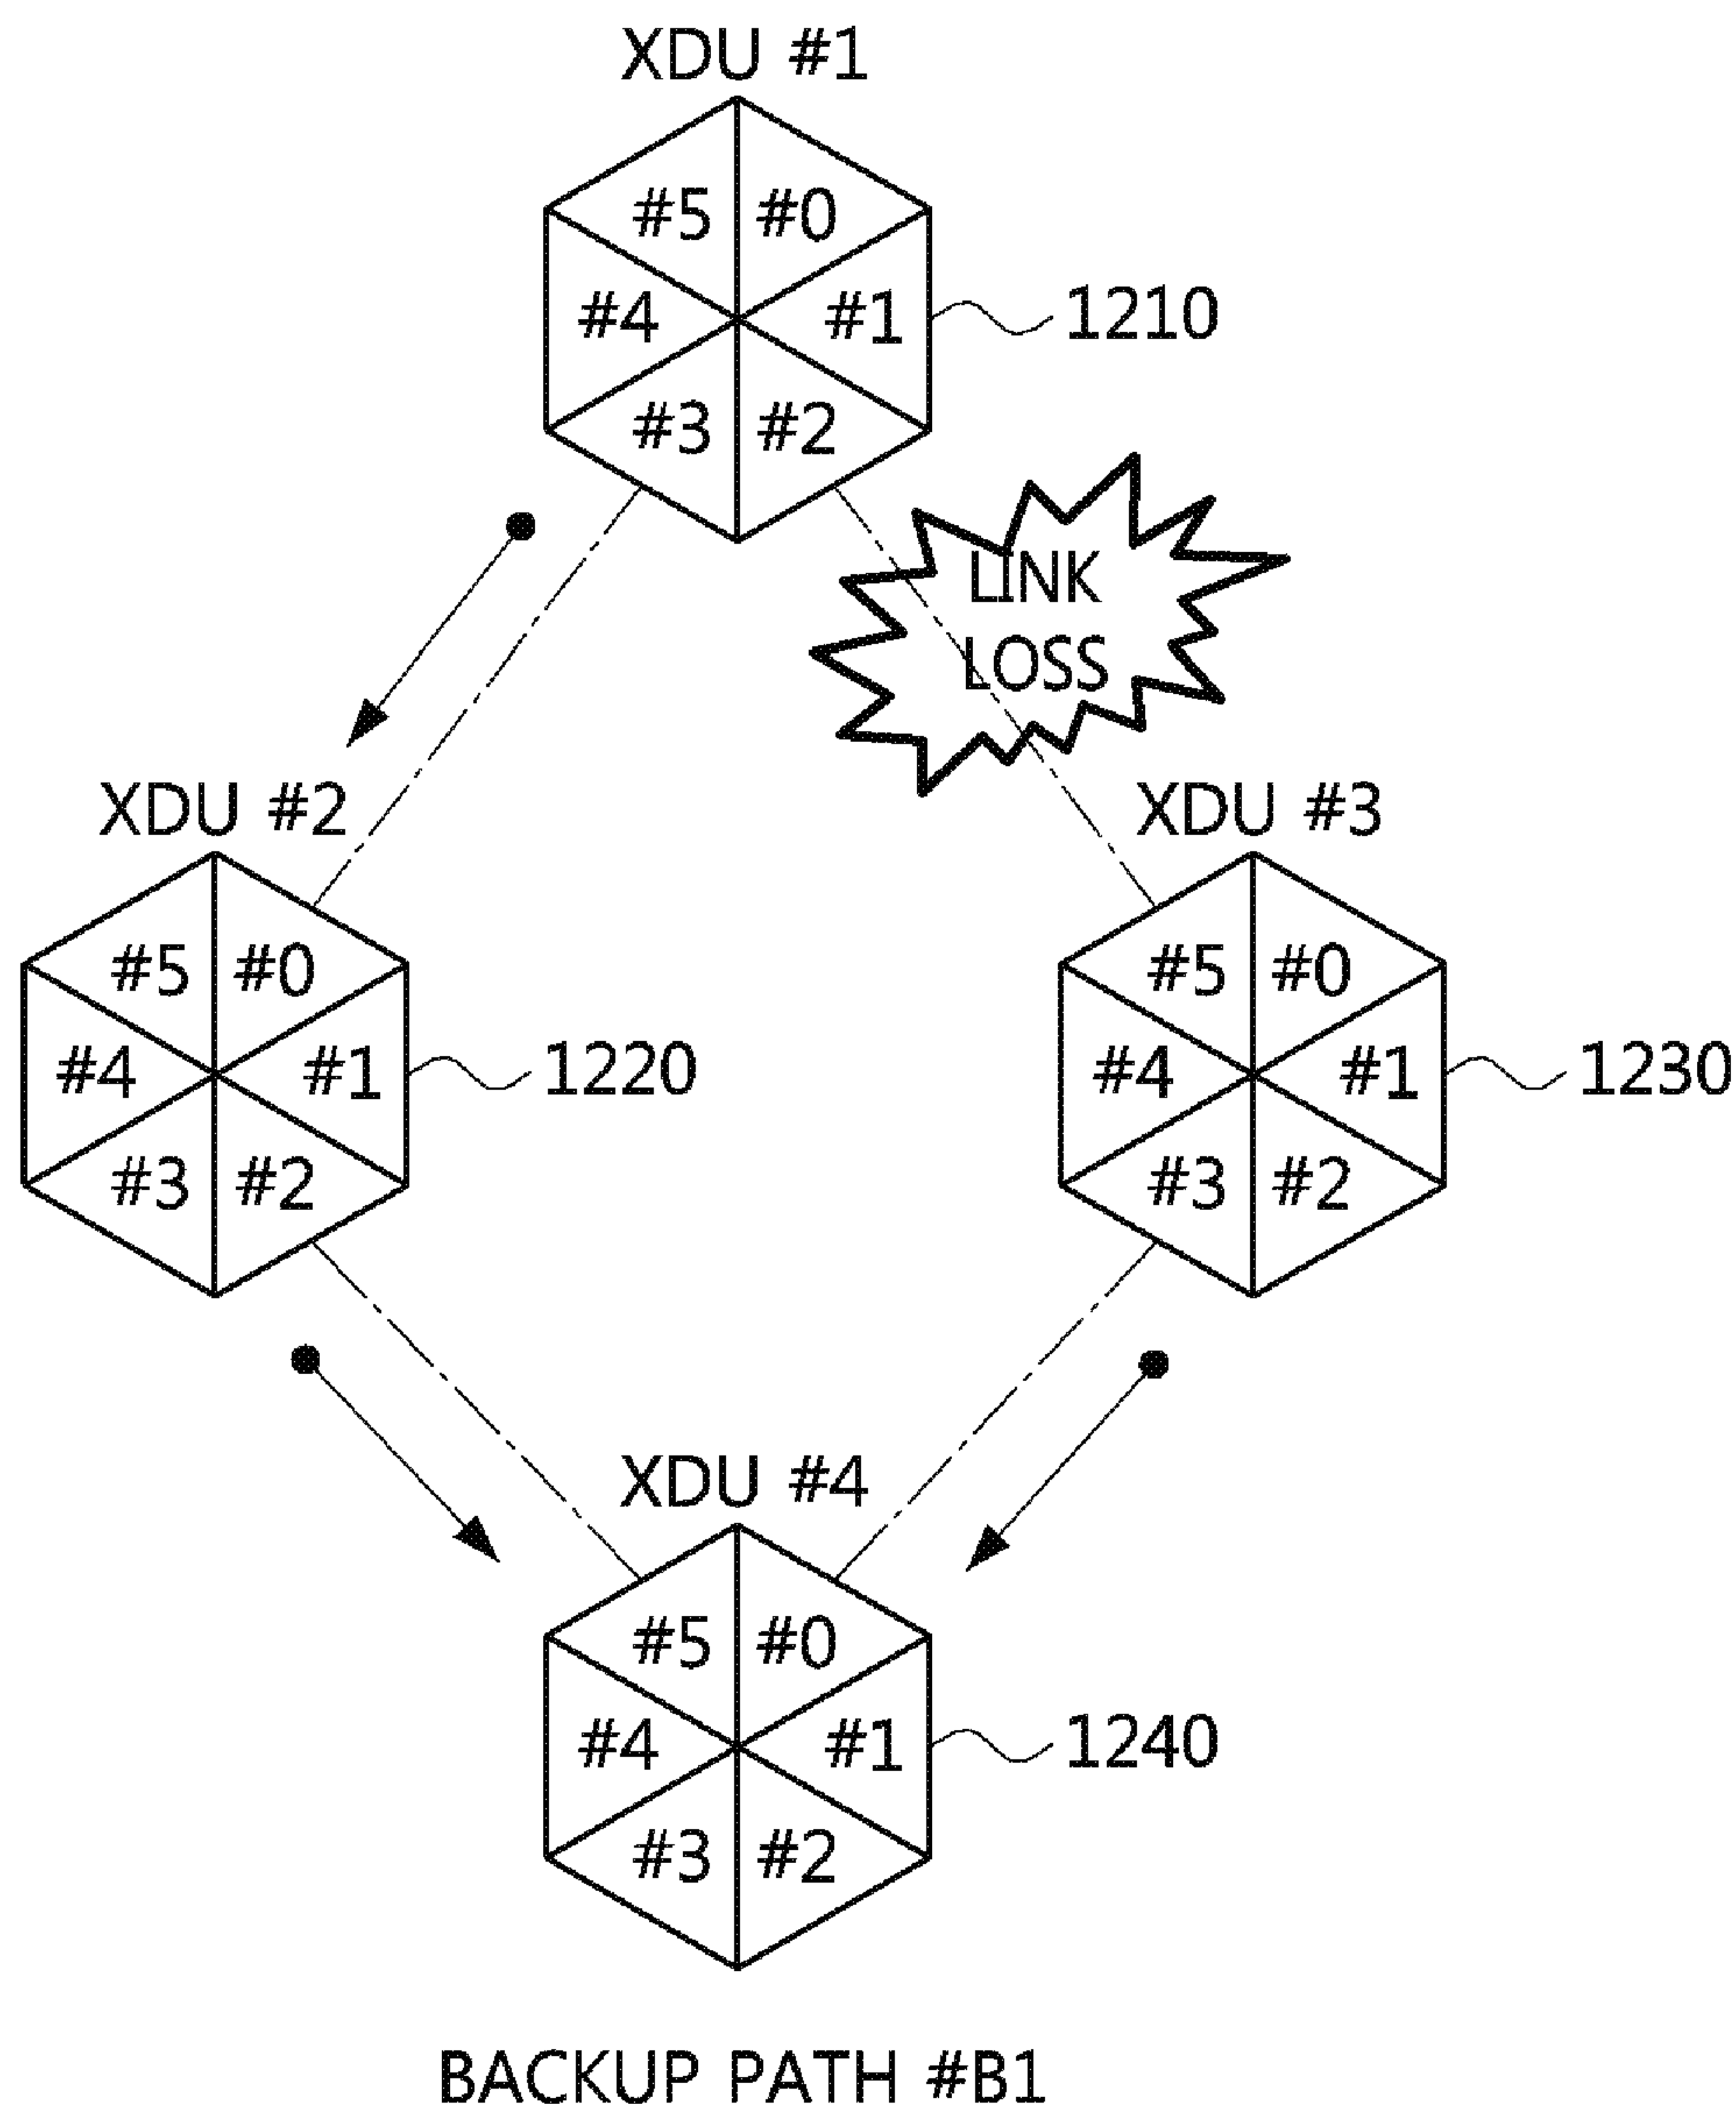 XDU #1
#5 #0
#4 #1 1210
#3 #2
LINK
LOSS
XDU #2 XDU #3
#5 #0 #5 #0
#4 #1 1220 #4 #1 1230
#3 #2 #3 #2
XDU #4
#5 #0
#4 #1 1240
#3 #2
BACKUP PATH #B1